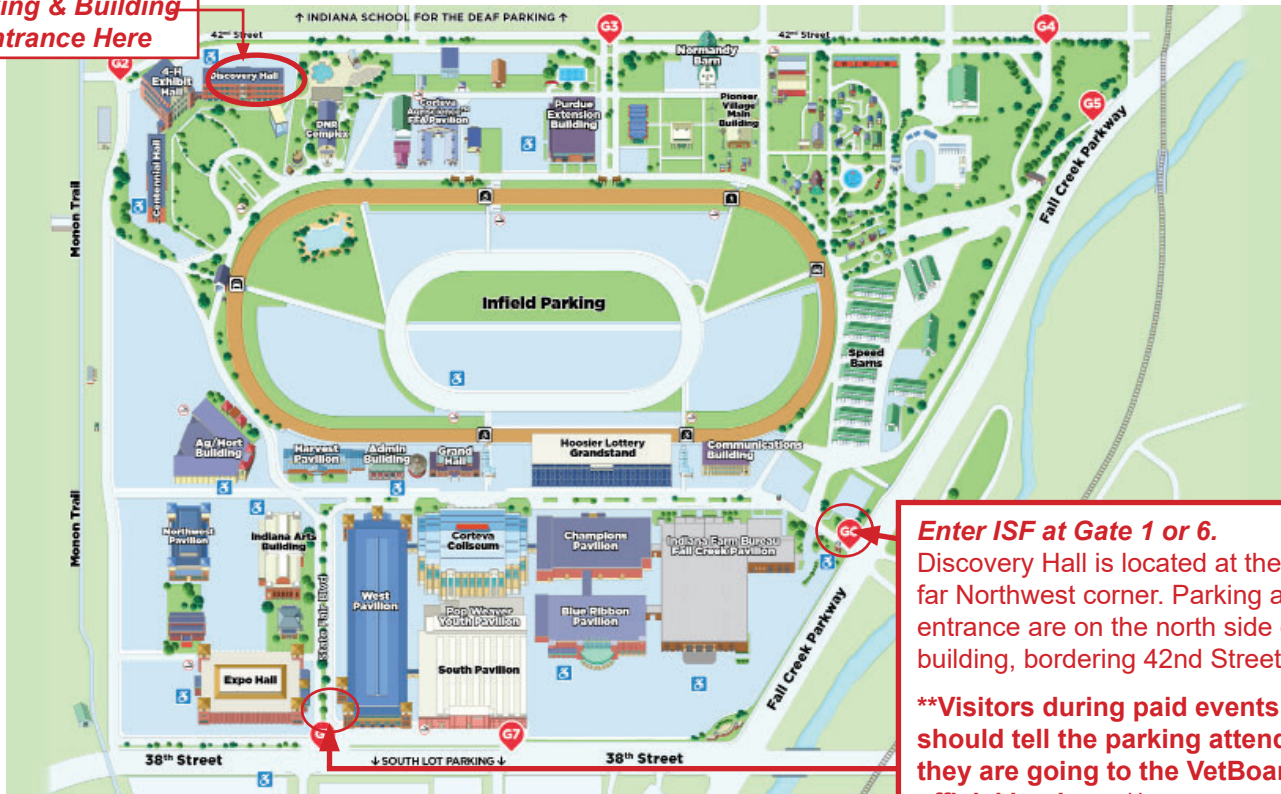 & Building
Entrance Here
↑ INDIANA SCHOOL FOR THE DEAF PARKING ↑
42nd Street
42nd Street
G2
G3
G4
G5
4-H
Exhibit
Hall
Discovery Hall
DNR
Complex
Corteva
FFA Pavilion
Purdue
Extension
Building
Normandy
Barn
Pioneer
Village
Main
Building
Centennial Hall
Monon Trail
Fall Creek Parkway
Infield Parking
Speed
Barns
Ag/Hort
Building
Harvest
Pavilion
Admin
Building
Grand
Hall
Hoosier Lottery
Grandstand
Communications
Building
Monon Trail
Northwest
Pavilion
Indiana Arts
Building
State Fair Blvd
West
Pavilion
Corteva
Coliseum
Pop Weaver
Youth Pavilion
South Pavilion
Champions
Pavilion
Blue Ribbon
Pavilion
Indiana Farm Bureau
Fall Creek Pavilion
Expo Hall
G7
Fall Creek Parkway
38th Street
↓ SOUTH LOT PARKING ↓
38th Street
Enter ISF at Gate 1 or 6.
Discovery Hall is located at the
far Northwest corner. Parking
entrance are on the north side
building, bordering 42nd Street
**Visitors during paid events
should tell the parking
they are going to the